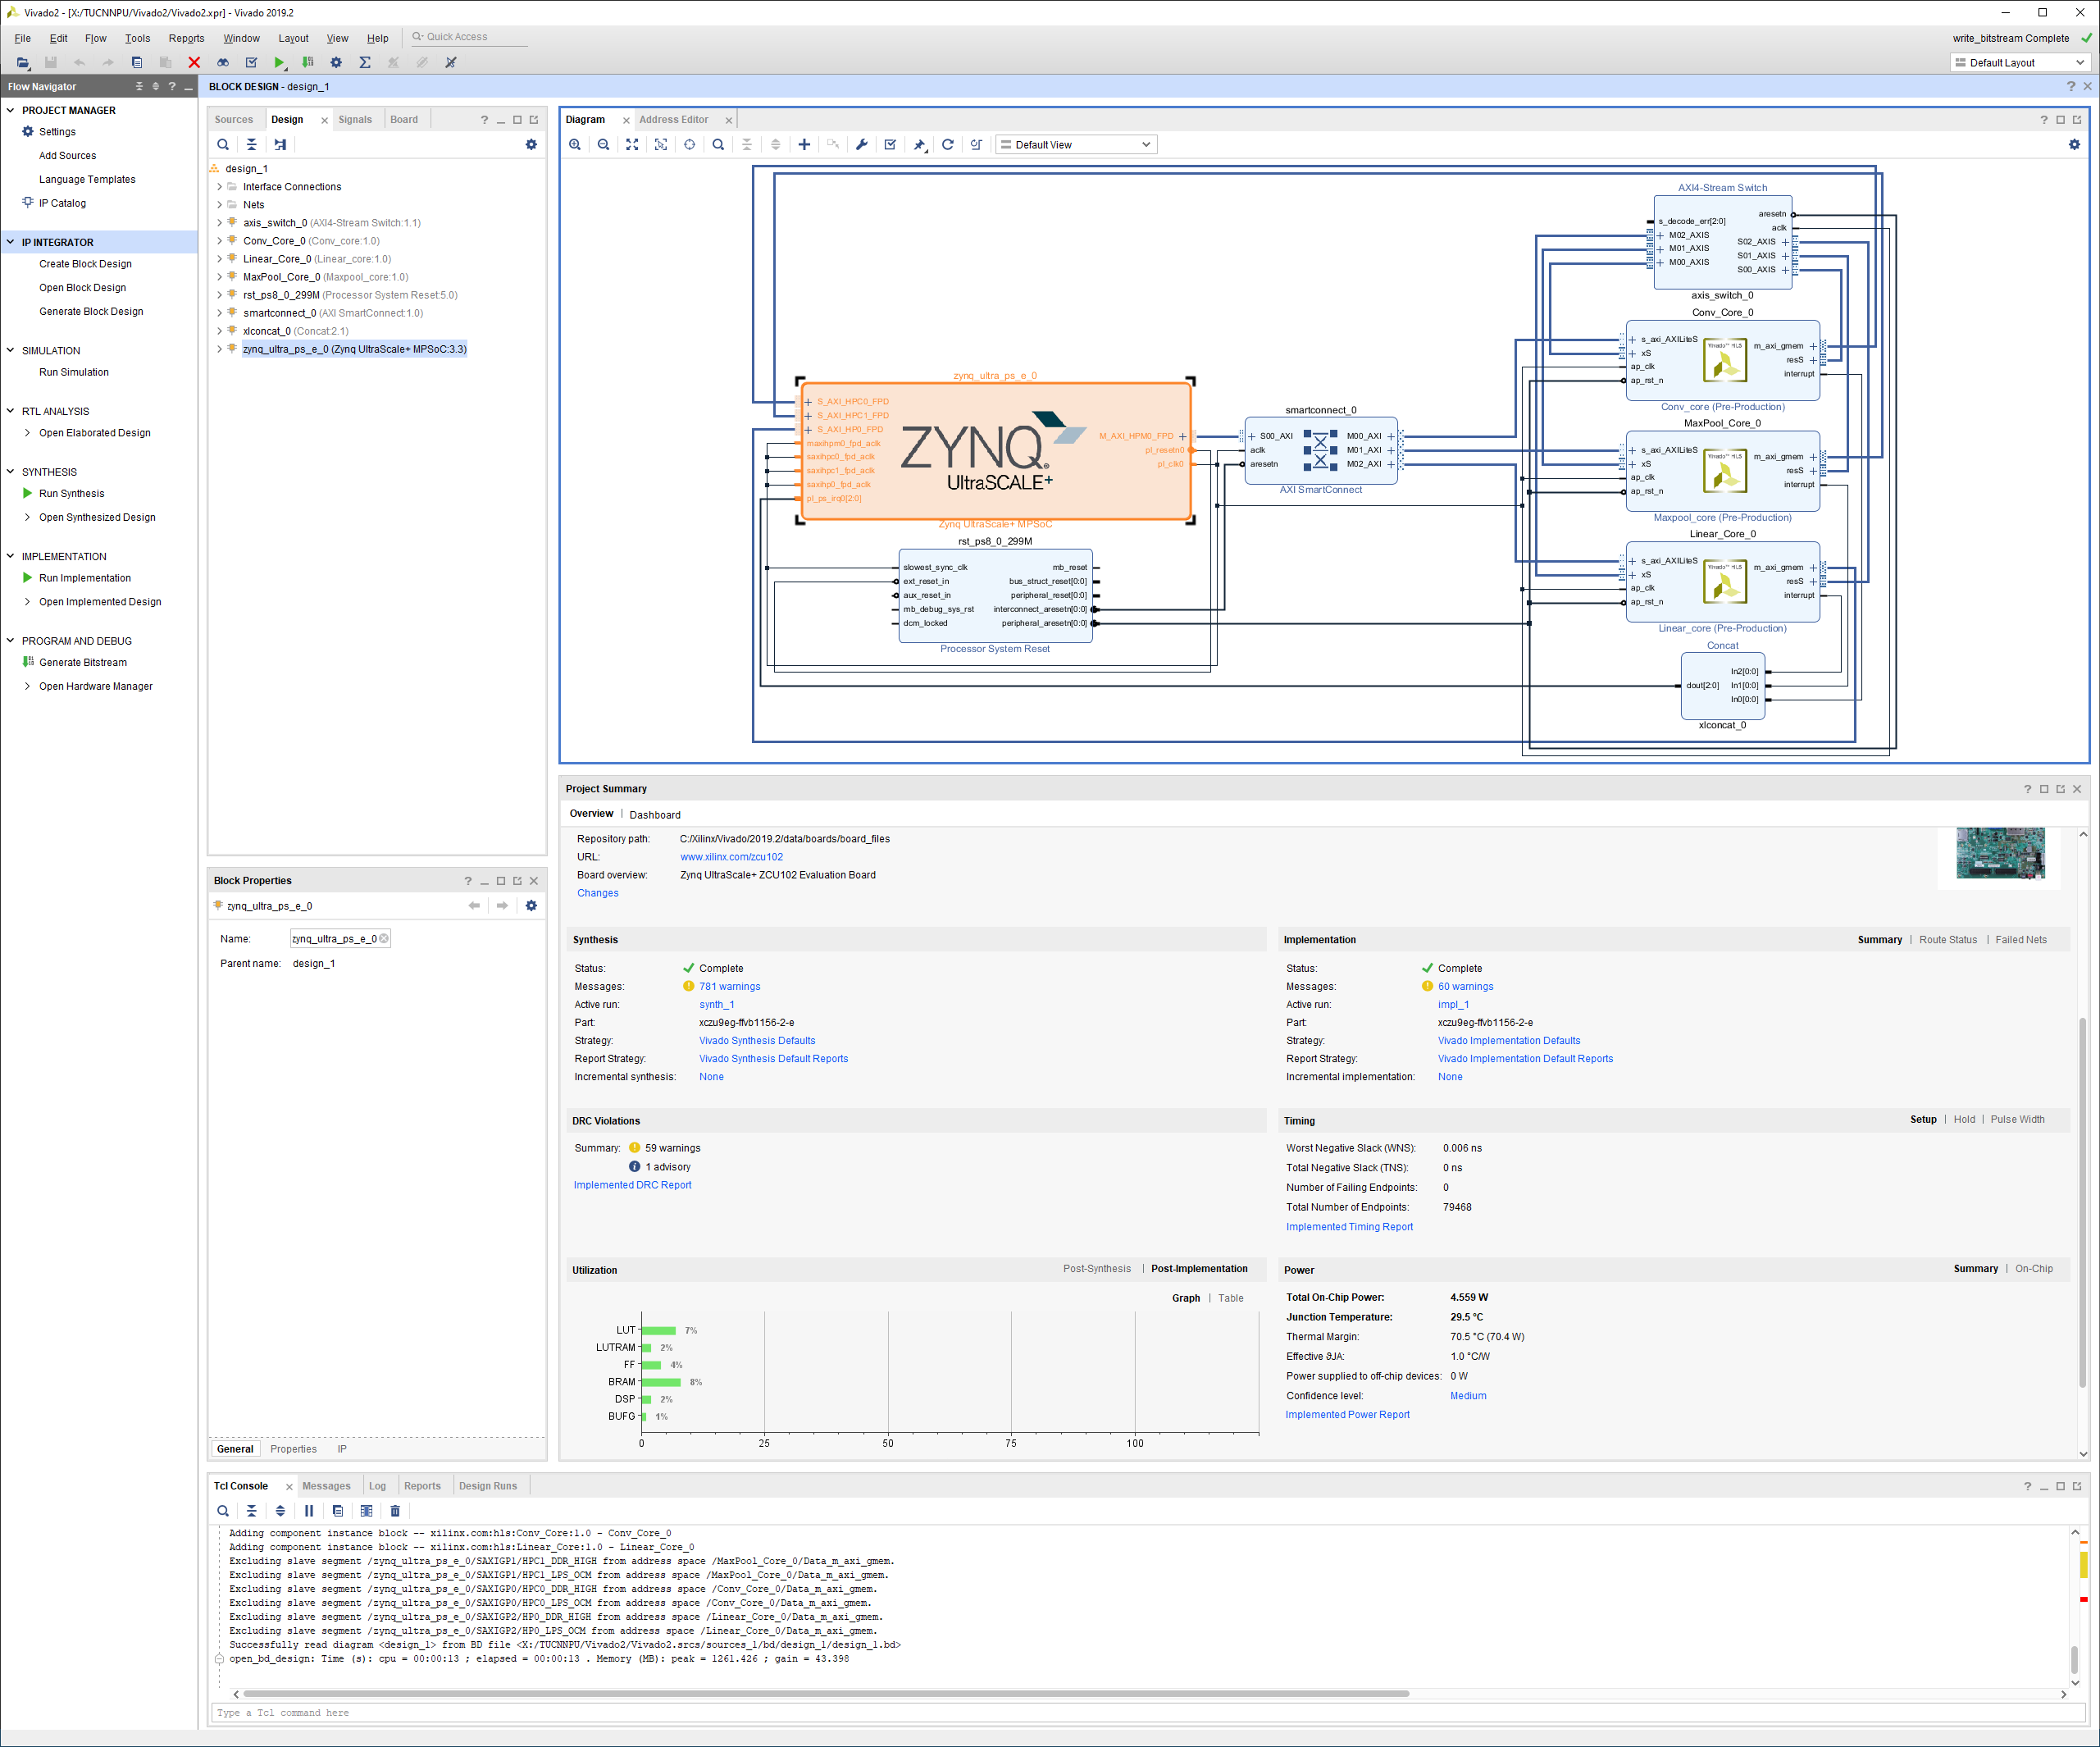 Vivado2 - [X:/TUCNNPU/Vivado2/Vivado2.xpr] - Vivado 2019.2
File Edit Flow Tools Reports Window Layout View Help Quick Access
write_bitstream Complete
Default Layout
Flow Navigator
PROJECT MANAGER
Settings
Add Sources
Language Templates
IP Catalog
IP INTEGRATOR
Create Block Design
Open Block Design
Generate Block Design
SIMULATION
Run Simulation
RTL ANALYSIS
Open Elaborated Design
SYNTHESIS
Run Synthesis
Open Synthesized Design
IMPLEMENTATION
Run Implementation
Open Implemented Design
PROGRAM AND DEBUG
Generate Bitstream
Open Hardware Manager
BLOCK DESIGN - design_1
Sources Design Signals Board
design_1
Interface Connections
Nets
axis_switch_0 (AXI4-Stream Switch:1.1)
Conv_Core_0 (Conv_core:1.0)
Linear_Core_0 (Linear_core:1.0)
MaxPool_Core_0 (Maxpool_core:1.0)
rst_ps8_0_299M (Processor System Reset:5.0)
smartconnect_0 (AXI SmartConnect:1.0)
xlconcat_0 (Concat:2.1)
zynq_ultra_ps_e_0 (Zynq UltraScale+ MPSoC:3.3)
Block Properties
zynq_ultra_ps_e_0
Name: zynq_ultra_ps_e_0
Parent name: design_1
General Properties IP
Diagram Address Editor
Default View
zynq_ultra_ps_e_0
S_AXI_HPC0_FPD
S_AXI_HPC1_FPD
S_AXI_HP0_FPD
maxihpm0_fpd_aclk
saxihpc0_fpd_aclk
saxihpc1_fpd_aclk
saxihp0_fpd_aclk
pl_ps_irq0[2:0]
ZYNQ
UltraSCALE+
M_AXI_HPM0_FPD
pl_resetn0
pl_clk0
Zynq UltraScale+ MPSoC
rst_ps8_0_299M
slowest_sync_clk
ext_reset_in
aux_reset_in
mb_debug_sys_rst
dcm_locked
mb_reset
bus_struct_reset[0:0]
peripheral_reset[0:0]
interconnect_aresetn[0:0]
peripheral_aresetn[0:0]
Processor System Reset
smartconnect_0
S00_AXI
aclk
aresetn
M00_AXI
M01_AXI
M02_AXI
AXI SmartConnect
AXI4-Stream Switch
s_decode_err[2:0]
M02_AXIS
M01_AXIS
M00_AXIS
aresetn
aclk
S02_AXIS
S01_AXIS
S00_AXIS
axis_switch_0
Conv_Core_0
s_axi_AXILiteS
xS
ap_clk
ap_rst_n
Vivado HLS
m_axi_gmem
resS
interrupt
Conv_core (Pre-Production)
MaxPool_Core_0
s_axi_AXILiteS
xS
ap_clk
ap_rst_n
Vivado HLS
m_axi_gmem
resS
interrupt
Maxpool_core (Pre-Production)
Linear_Core_0
s_axi_AXILiteS
xS
ap_clk
ap_rst_n
Vivado HLS
m_axi_gmem
resS
interrupt
Linear_core (Pre-Production)
Concat
dout[2:0]
In2[0:0]
In1[0:0]
In0[0:0]
xlconcat_0
Project Summary
Overview | Dashboard
Repository path: C:/Xilinx/Vivado/2019.2/data/boards/board_files
URL: www.xilinx.com/zcu102
Board overview: Zynq UltraScale+ ZCU102 Evaluation Board
Changes
Synthesis
Status: Complete
Messages: 781 warnings
Active run: synth_1
Part: xczu9eg-ffvb1156-2-e
Strategy: Vivado Synthesis Defaults
Report Strategy: Vivado Synthesis Default Reports
Incremental synthesis: None
Implementation Summary | Route Status | Failed Nets
Status: Complete
Messages: 60 warnings
Active run: impl_1
Part: xczu9eg-ffvb1156-2-e
Strategy: Vivado Implementation Defaults
Report Strategy: Vivado Implementation Default Reports
Incremental implementation: None
DRC Violations
Summary: 59 warnings
1 advisory
Implemented DRC Report
Timing Setup | Hold | Pulse Width
Worst Negative Slack (WNS): 0.006 ns
Total Negative Slack (TNS): 0 ns
Number of Failing Endpoints: 0
Total Number of Endpoints: 79468
Implemented Timing Report
Utilization Post-Synthesis | Post-Implementation
Graph | Table
LUT 7%
LUTRAM 2%
FF 4%
BRAM 8%
DSP 2%
BUFG 1%
0 25 50 75 100
Power Summary | On-Chip
Total On-Chip Power: 4.559 W
Junction Temperature: 29.5 °C
Thermal Margin: 70.5 °C (70.4 W)
Effective ϑJA: 1.0 °C/W
Power supplied to off-chip devices: 0 W
Confidence level: Medium
Implemented Power Report
Tcl Console Messages Log Reports Design Runs
Adding component instance block -- xilinx.com:hls:Conv_Core:1.0 - Conv_Core_0
Adding component instance block -- xilinx.com:hls:Linear_Core:1.0 - Linear_Core_0
Excluding slave segment /zynq_ultra_ps_e_0/SAXIGP1/HPC1_DDR_HIGH from address space /MaxPool_Core_0/Data_m_axi_gmem.
Excluding slave segment /zynq_ultra_ps_e_0/SAXIGP1/HPC1_LPS_OCM from address space /MaxPool_Core_0/Data_m_axi_gmem.
Excluding slave segment /zynq_ultra_ps_e_0/SAXIGP0/HPC0_DDR_HIGH from address space /Conv_Core_0/Data_m_axi_gmem.
Excluding slave segment /zynq_ultra_ps_e_0/SAXIGP0/HPC0_LPS_OCM from address space /Conv_Core_0/Data_m_axi_gmem.
Excluding slave segment /zynq_ultra_ps_e_0/SAXIGP2/HP0_DDR_HIGH from address space /Linear_Core_0/Data_m_axi_gmem.
Excluding slave segment /zynq_ultra_ps_e_0/SAXIGP2/HP0_LPS_OCM from address space /Linear_Core_0/Data_m_axi_gmem.
Successfully read diagram <design_1> from BD file <X:/TUCNNPU/Vivado2/Vivado2.srcs/sources_1/bd/design_1/design_1.bd>
open_bd_design: Time (s): cpu = 00:00:13 ; elapsed = 00:00:13 . Memory (MB): peak = 1261.426 ; gain = 43.398
Type a Tcl command here